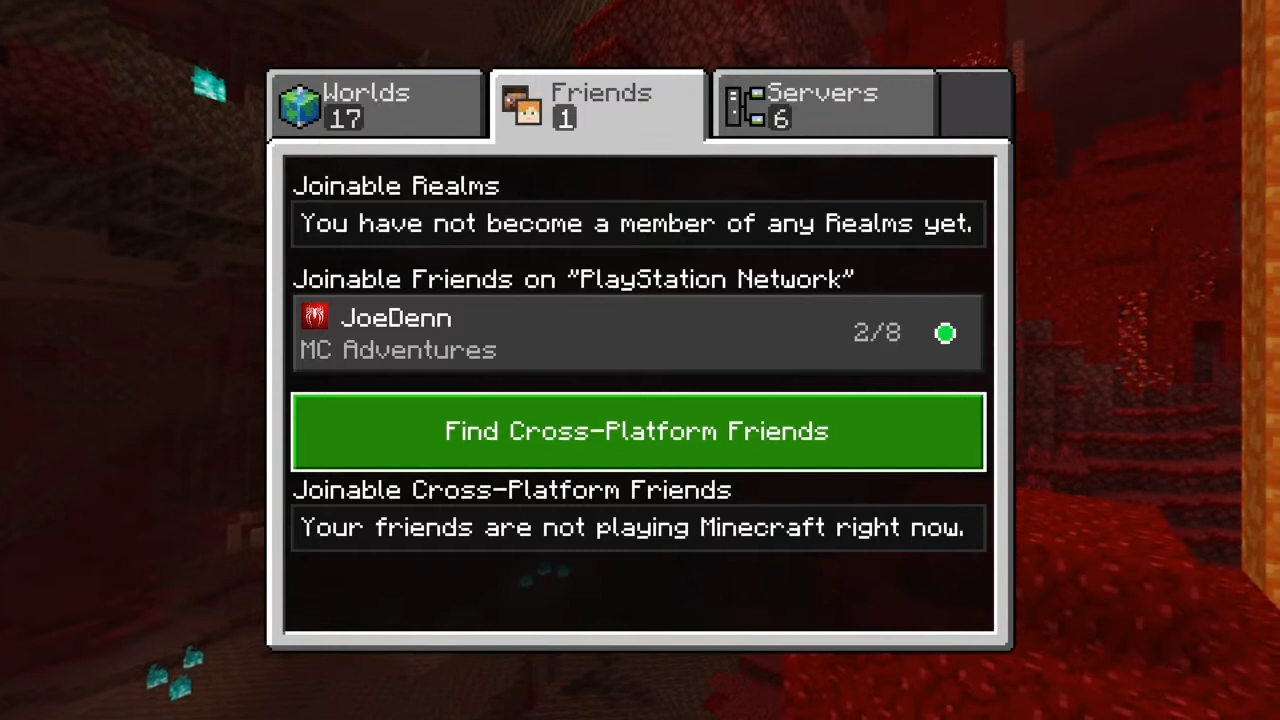 Worlds
17
Friends
1
Servers
6
Joinable Realms
You have not become a member of any Realms yet.
Joinable Friends on "PlayStation Network"
JoeDenn
MC Adventures
2/8
Find Cross-Platform Friends
Joinable Cross-Platform Friends
Your friends are not playing Minecraft right now.